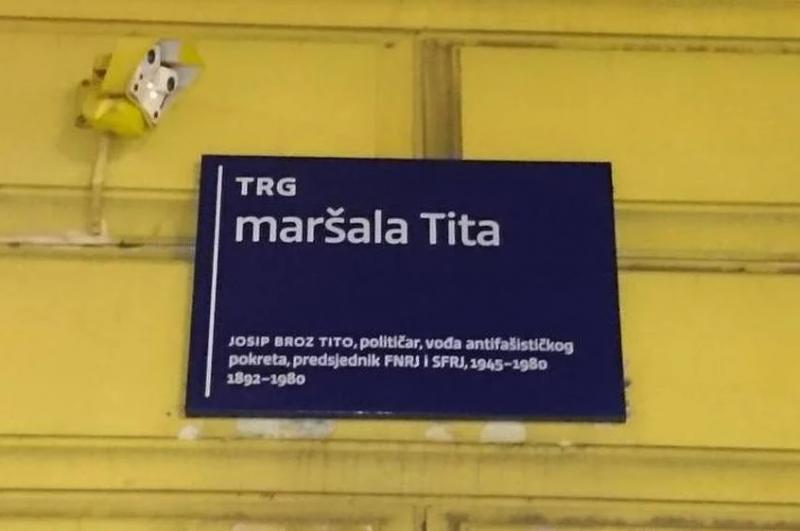 TRG
maršala Tita
JOSIP BROZ TITO, političar, vođa antifašističkog
pokreta, predsjednik FNRJ i SFRJ, 1945–1980
1892–1980